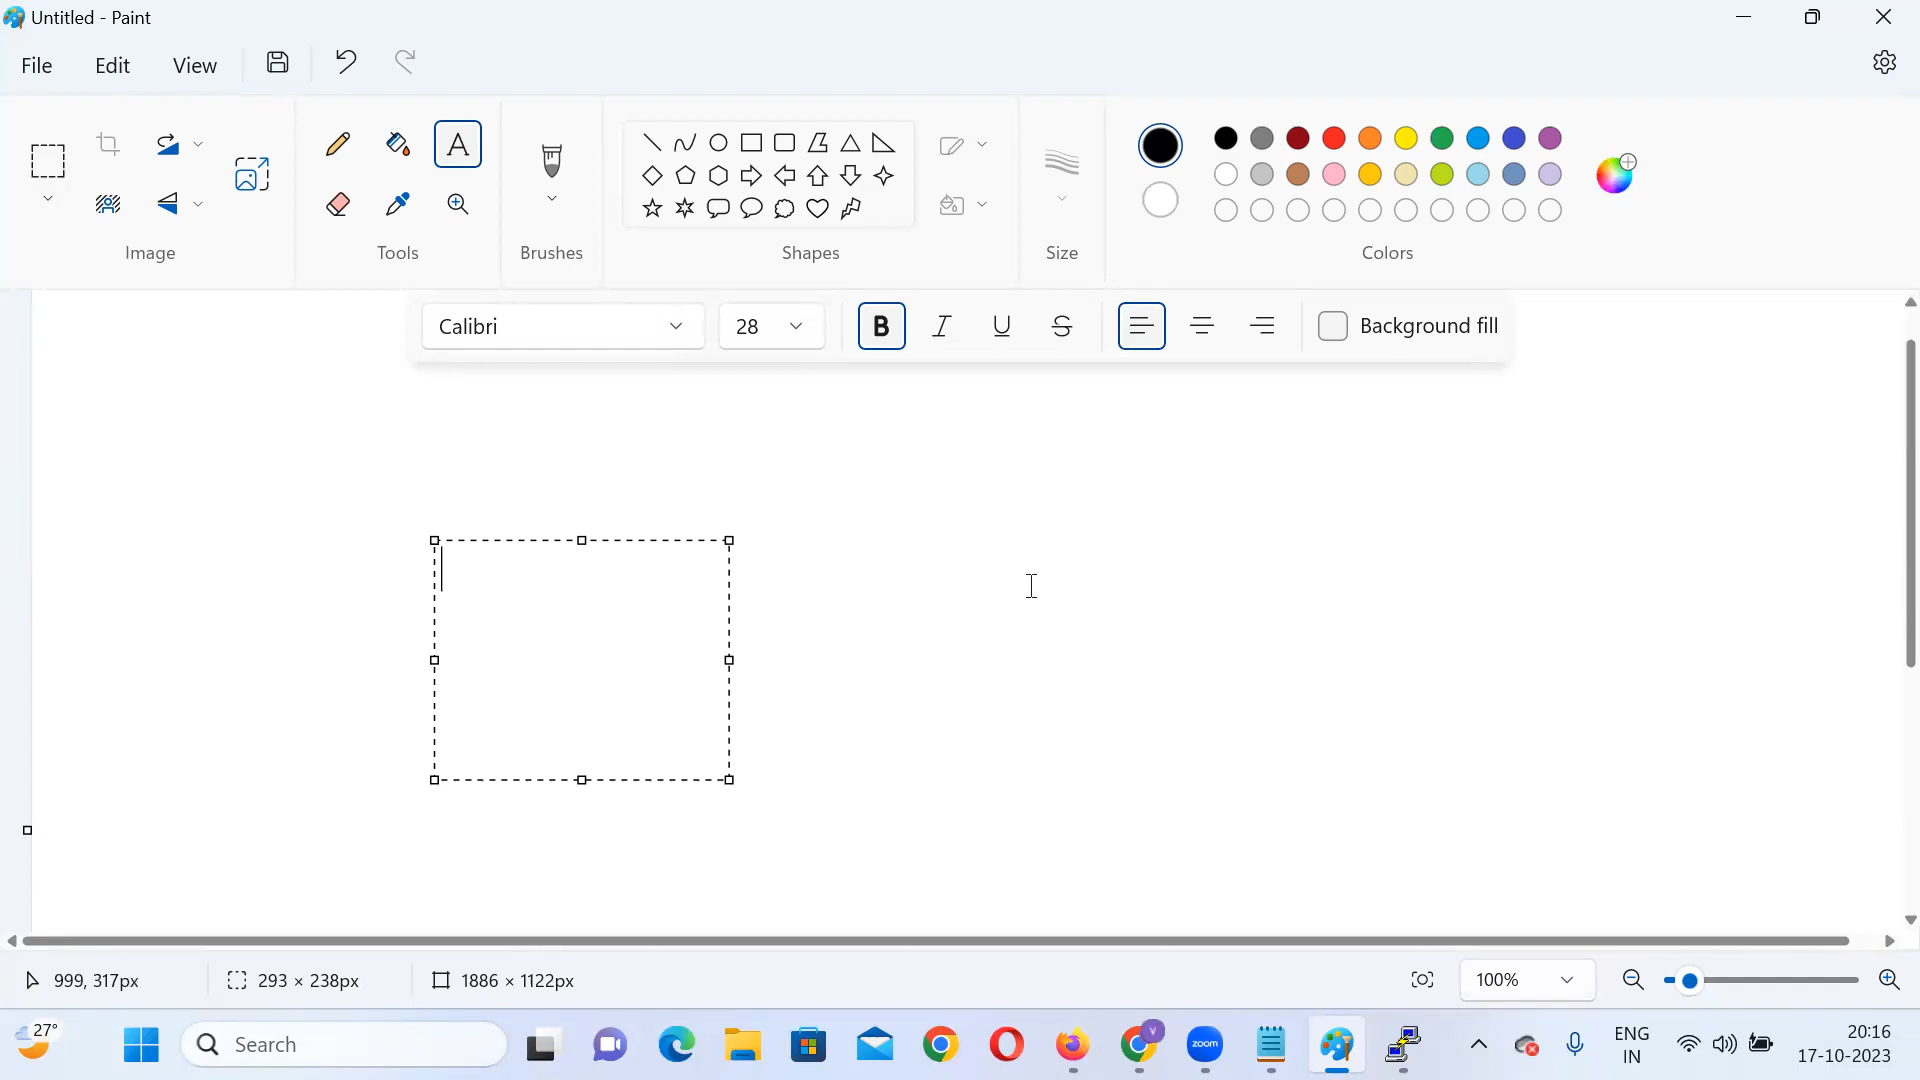 Untitled - Paint
File Edit View
Image
Tools
Brushes
Shapes
Size
Colors
Calibri 28 B I U S Background fill
999, 317px 293 × 238px 1886 × 1122px 100%
27° Search zoom V ENG IN 20:16 17-10-2023